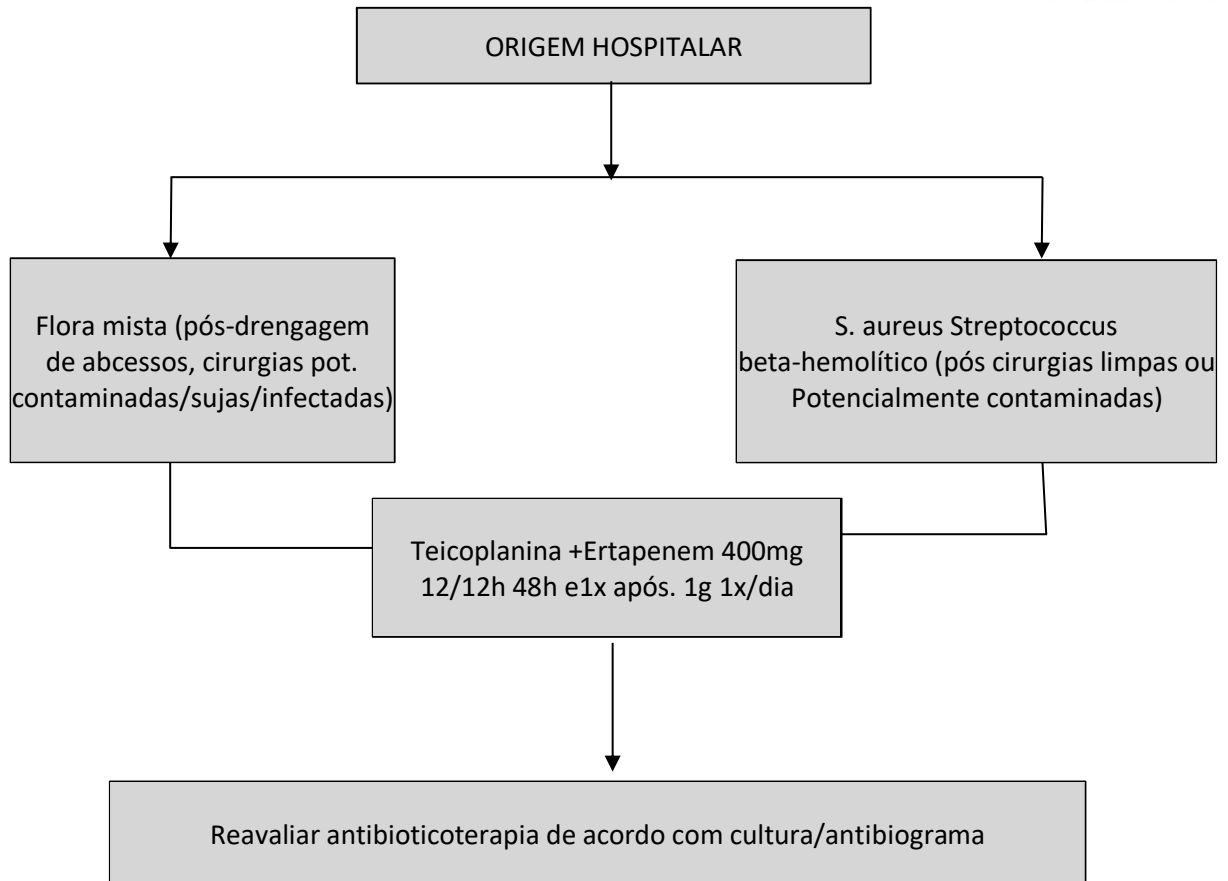 ORIGEM HOSPITALAR
Flora mista (pós-drengagem
de abcessos, cirurgias pot.
contaminadas/sujas/infectadas)
S. aureus Streptococcus
beta-hemolítico (pós cirurgias limpas ou
Potencialmente contaminadas)
Teicoplanina +Ertapenem 400mg
12/12h 48h e1x após. 1g 1x/dia
Reavaliar antibioticoterapia de acordo com cultura/antibiograma